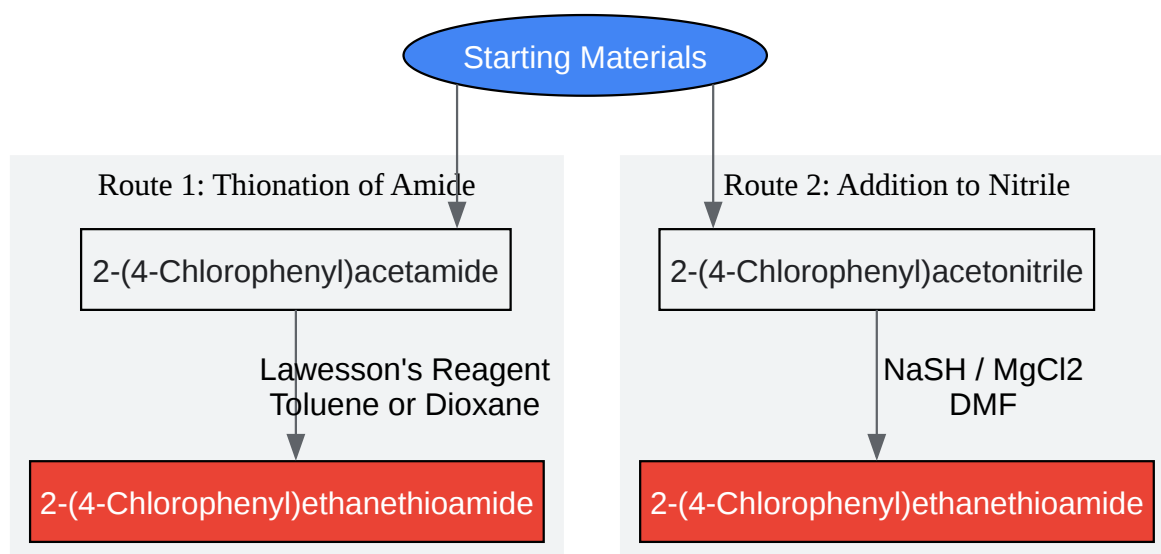 Starting Materials
Route 1: Thionation of Amide
2-(4-Chlorophenyl)acetamide
Lawesson's Reagent
Toluene or Dioxane
2-(4-Chlorophenyl)ethanethioamide
Route 2: Addition to Nitrile
2-(4-Chlorophenyl)acetonitrile
NaSH / MgCl2
DMF
2-(4-Chlorophenyl)ethanethioamide